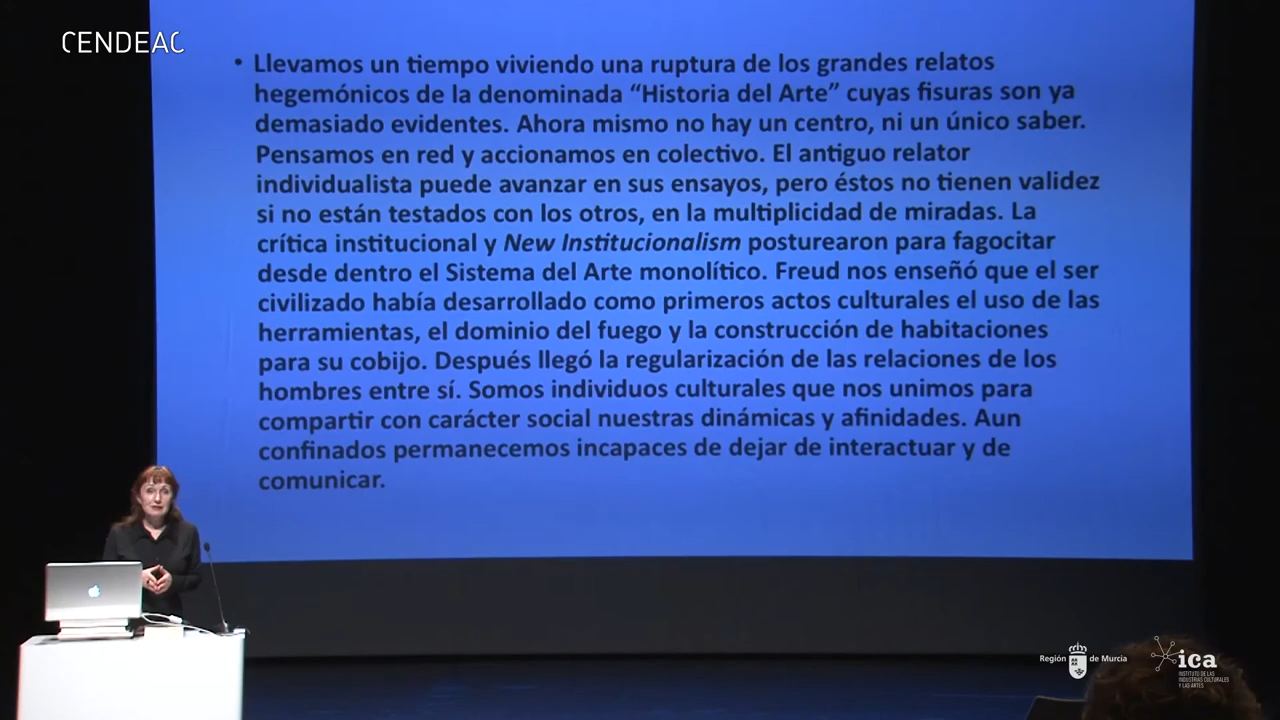 CENDEAC
• Llevamos un tiempo viviendo una ruptura de los grandes relatos
hegemónicos de la denominada “Historia del Arte” cuyas fisuras son ya
demasiado evidentes. Ahora mismo no hay un centro, ni un único saber.
Pensamos en red y accionamos en colectivo. El antiguo relator
individualista puede avanzar en sus ensayos, pero éstos no tienen validez
si no están testados con los otros, en la multiplicidad de miradas. La
crítica institucional y New Institucionalism posturearon para fagocitar
desde dentro el Sistema del Arte monolítico. Freud nos enseñó que el ser
civilizado había desarrollado como primeros actos culturales el uso de las
herramientas, el dominio del fuego y la construcción de habitaciones
para su cobijo. Después llegó la regularización de las relaciones de los
hombres entre sí. Somos individuos culturales que nos unimos para
compartir con carácter social nuestras dinámicas y afinidades. Aun
confinados permanecemos incapaces de dejar de interactuar y de
comunicar.
Región de Murcia
ica
INSTITUTO DE LAS
INDUSTRIAS CULTURALES
Y LAS ARTES